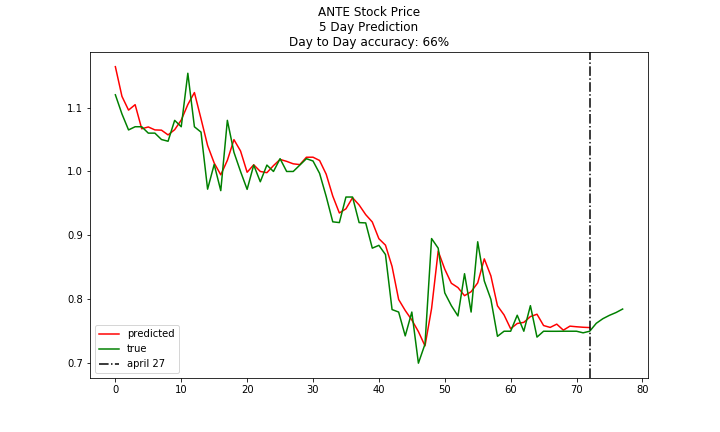 ANTE Stock Price
5 Day Prediction
Day to Day accuracy: 66%
1.1
1.0
0.9
0.8
0.7
predicted
true
april 27
0 10 20 30 40 50 60 70 80